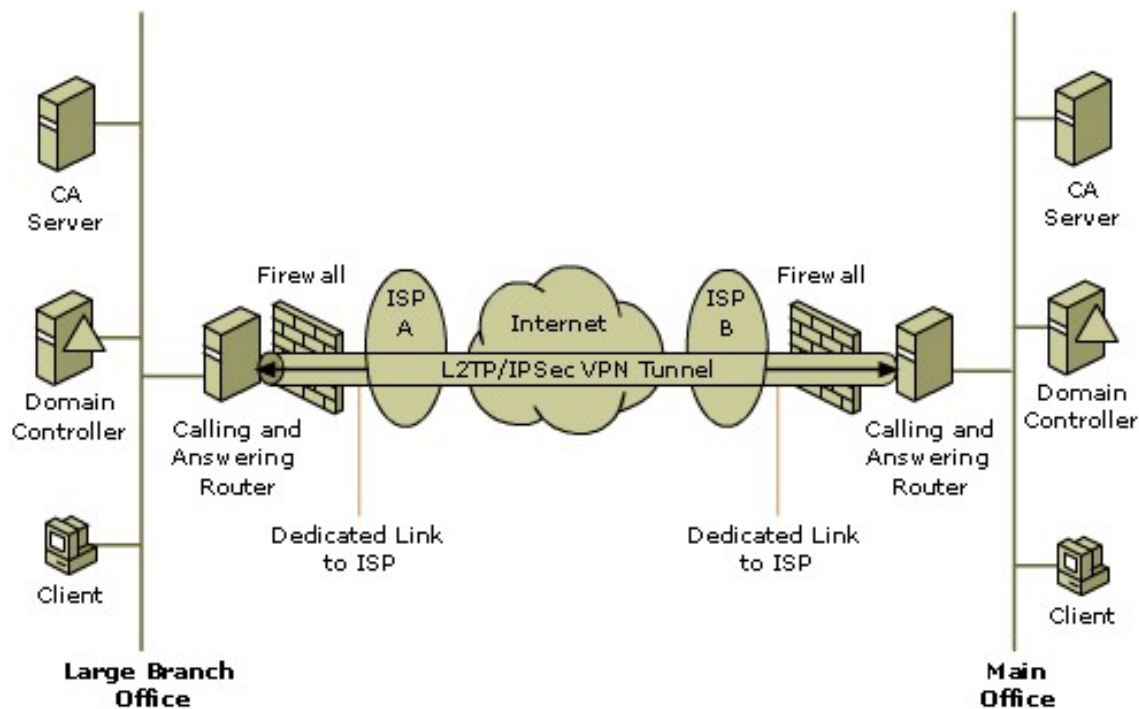 CA
Server
Domain
Controller
Client
Large Branch
Office
Calling and
Answering
Router
Firewall
ISP
A
Dedicated Link
to ISP
Internet
L2TP/IPSec VPN Tunnel
ISP
B
Dedicated Link
to ISP
Firewall
Calling and
Answering
Router
CA
Server
Domain
Controller
Client
Main
Office